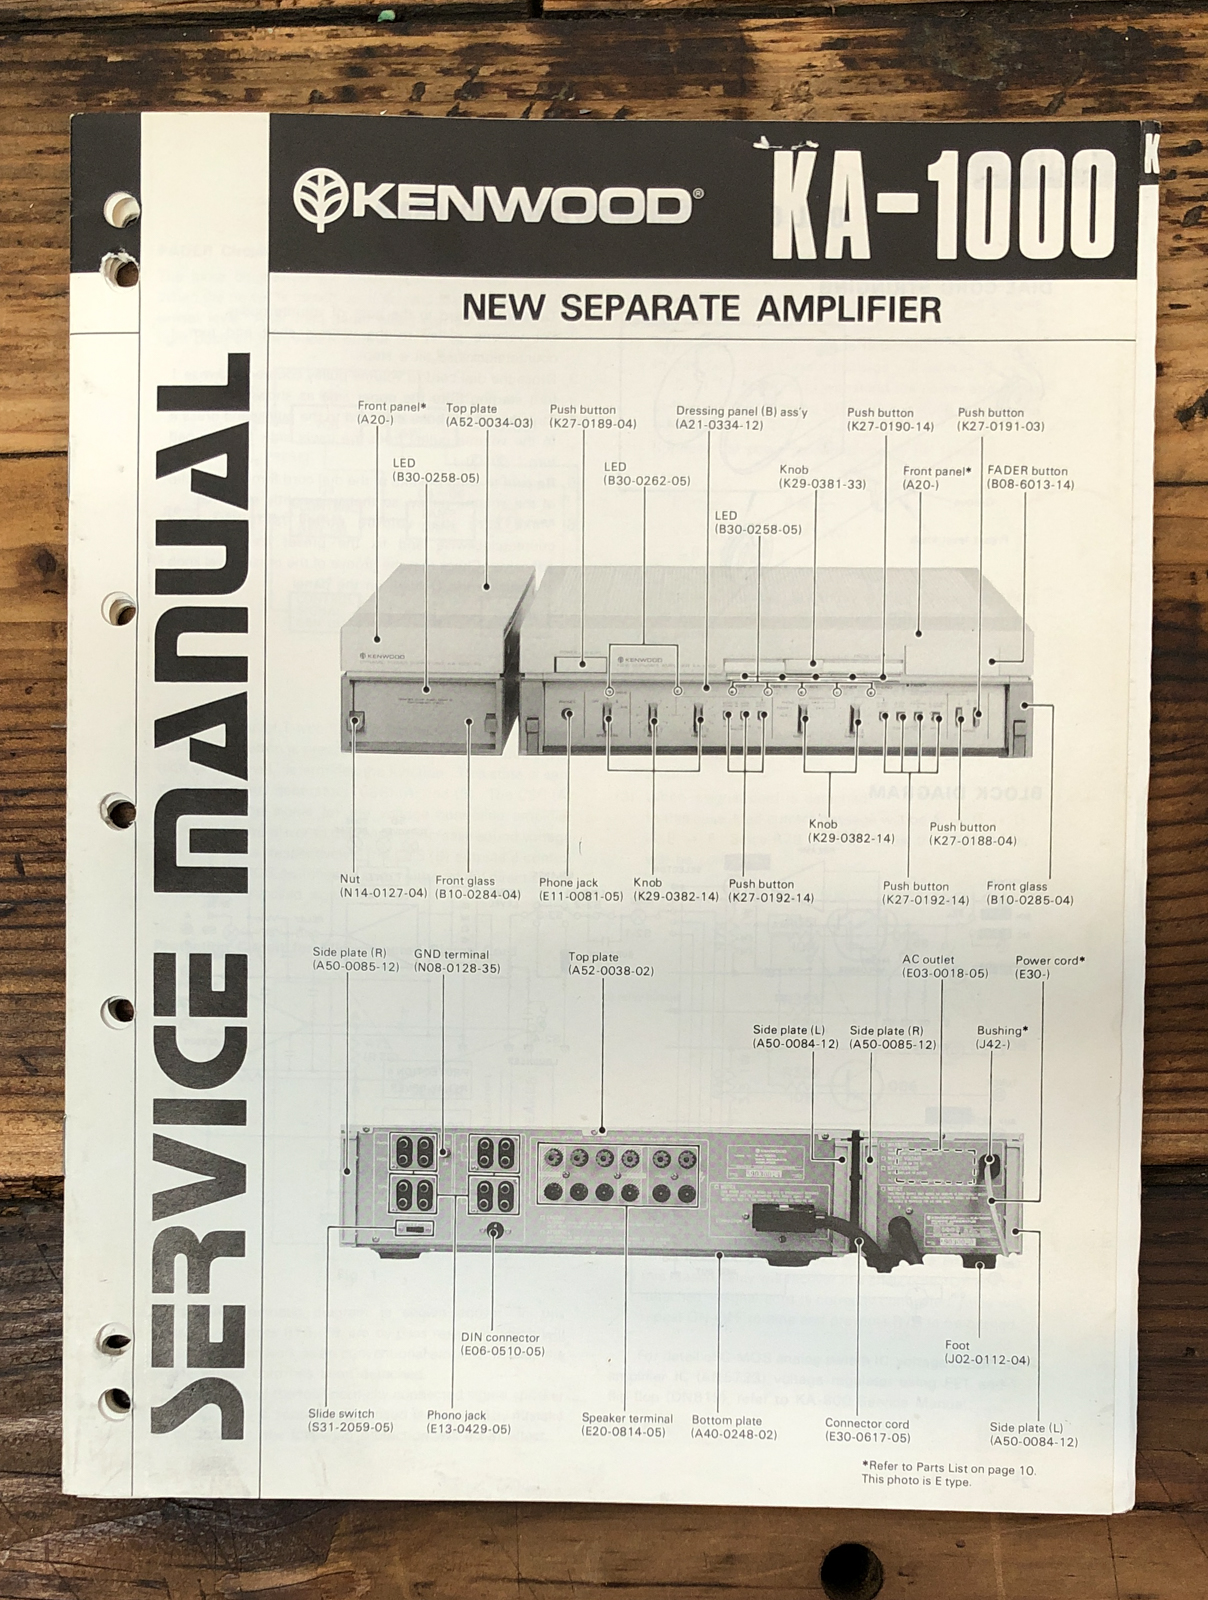 KENWOOD®
KA-1000
K
NEW SEPARATE AMPLIFIER
SERVICE MANUAL
Front panel*
(A20-)
Top plate
(A52-0034-03)
Push button
(K27-0189-04)
Dressing panel (B) ass'y
(A21-0334-12)
Push button
(K27-0190-14)
Push button
(K27-0191-03)
LED
(B30-0258-05)
LED
(B30-0262-05)
Knob
(K29-0381-33)
Front panel*
(A20-)
FADER button
(B08-6013-14)
LED
(B30-0258-05)
KENWOOD
KENWOOD
Knob
(K29-0382-14)
Push button
(K27-0188-04)
Nut
(N14-0127-04)
Front glass
(B10-0284-04)
Phone jack
(E11-0081-05)
Knob
(K29-0382-14)
Push button
(K27-0192-14)
Push button
(K27-0192-14)
Front glass
(B10-0285-04)
Side plate (R)
(A50-0085-12)
GND terminal
(N08-0128-35)
Top plate
(A52-0038-02)
AC outlet
(E03-0018-05)
Power cord*
(E30-)
Side plate (L)
(A50-0084-12)
Side plate (R)
(A50-0085-12)
Bushing*
(J42-)
KENWOOD
DIN connector
(E06-0510-05)
Foot
(J02-0112-04)
Slide switch
(S31-2059-05)
Phono jack
(E13-0429-05)
Speaker terminal
(E20-0814-05)
Bottom plate
(A40-0248-02)
Connector cord
(E30-0617-05)
Side plate (L)
(A50-0084-12)
*Refer to Parts List on page 10.
This photo is E type.